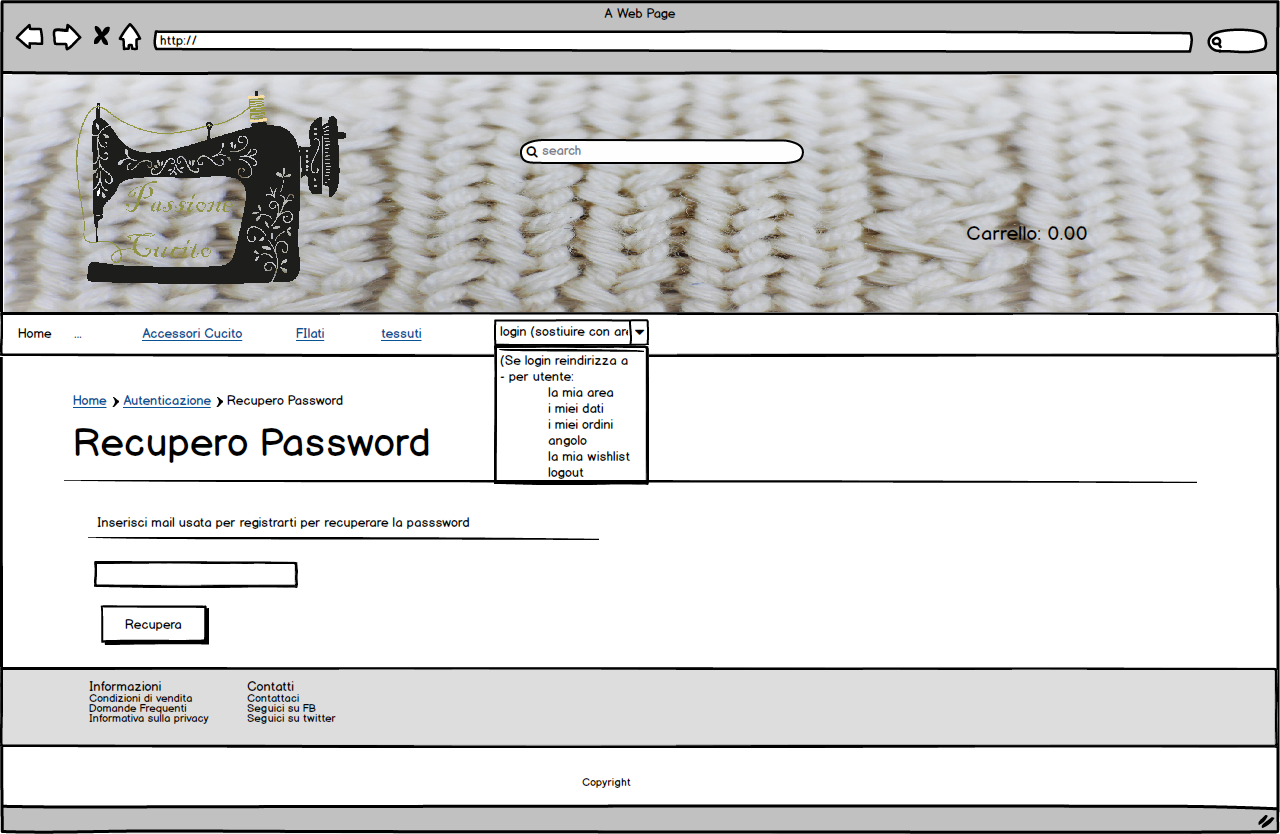 A Web Page
http://
search
Passione
Cucito
Carrello: 0.00
Home ... Accessori Cucito FIlati tessuti login (sostiuire con are
(Se login reindirizza a
- per utente:
la mia area
i miei dati
i miei ordini
angolo
la mia wishlist
logout
Home Autenticazione Recupero Password
Recupero Password
Inserisci mail usata per registrarti per recuperare la passsword
Recupera
Informazioni
Condizioni di vendita
Domande Frequenti
Informativa sulla privacy
Contatti
Contattaci
Seguici su FB
Seguici su twitter
Copyright